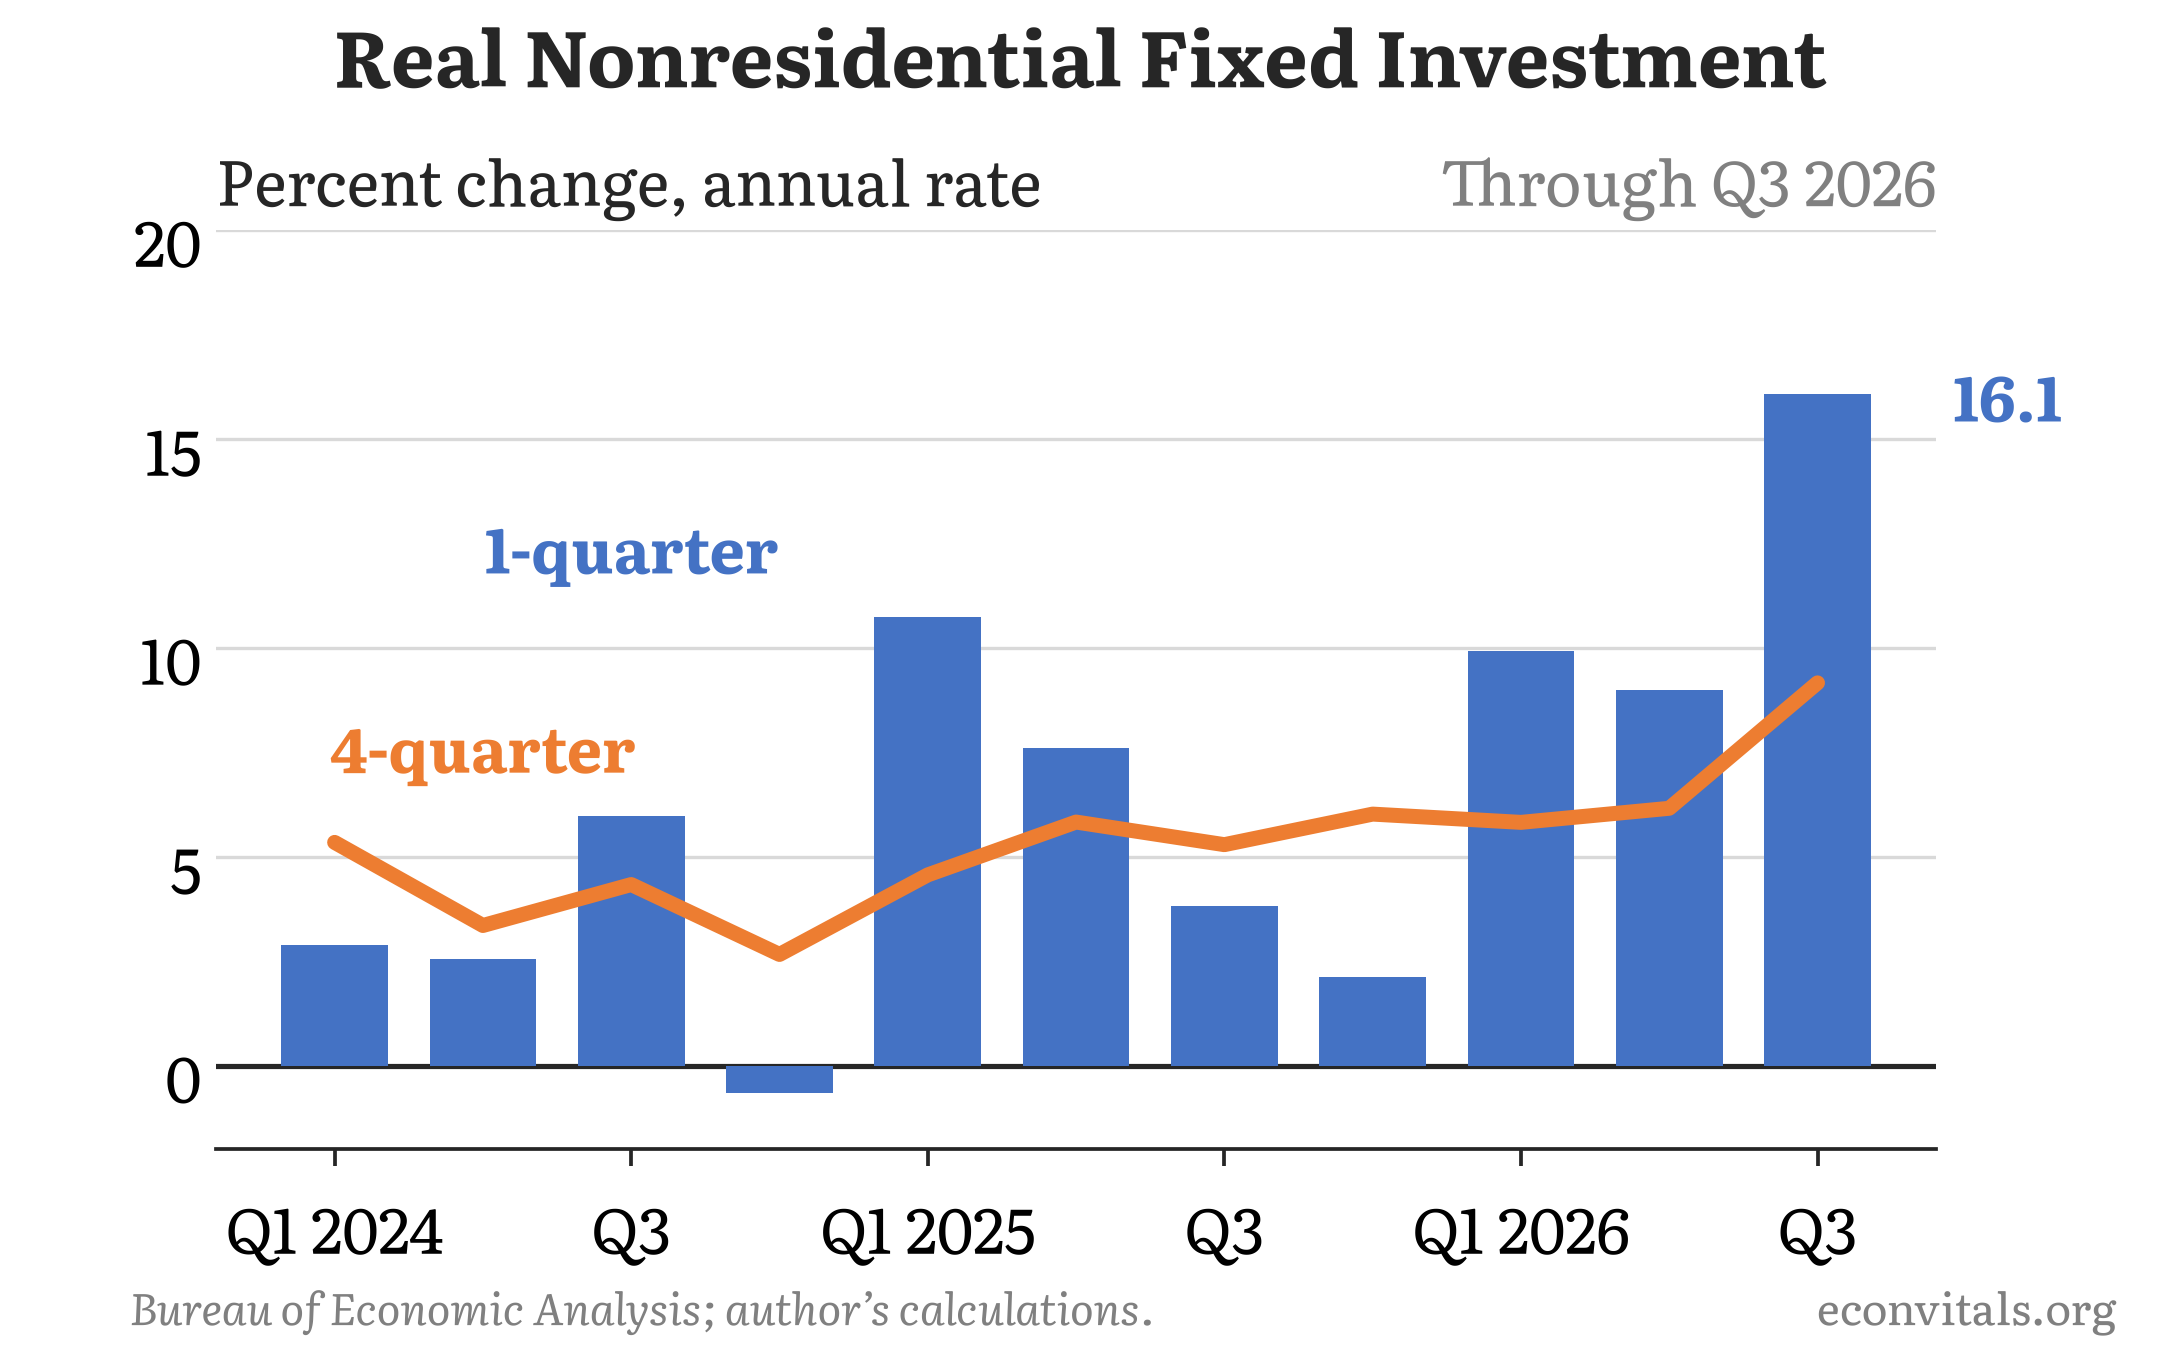 Real Nonresidential Fixed Investment
Percent change, annual rate
Through Q3 2026
20
15
10
5
0
16.1
1-quarter
4-quarter
Q1 2024
Q3
Q1 2025
Q3
Q1 2026
Q3
Bureau of Economic Analysis; author’s calculations.
econvitals.org